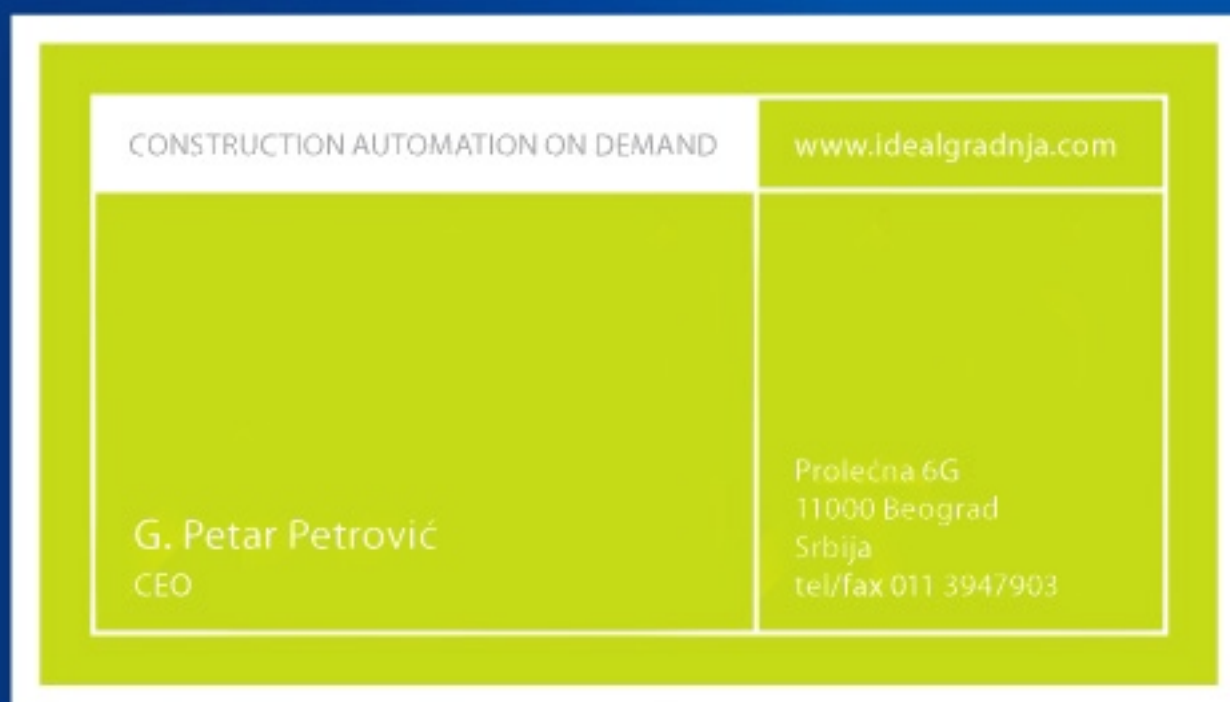 CONSTRUCTION AUTOMATION ON DEMAND
www.idealgradnja.com
G. Petar Petrović
CEO
Prolećna 6G
11000 Beograd
Srbija
tel/fax 011 3947903